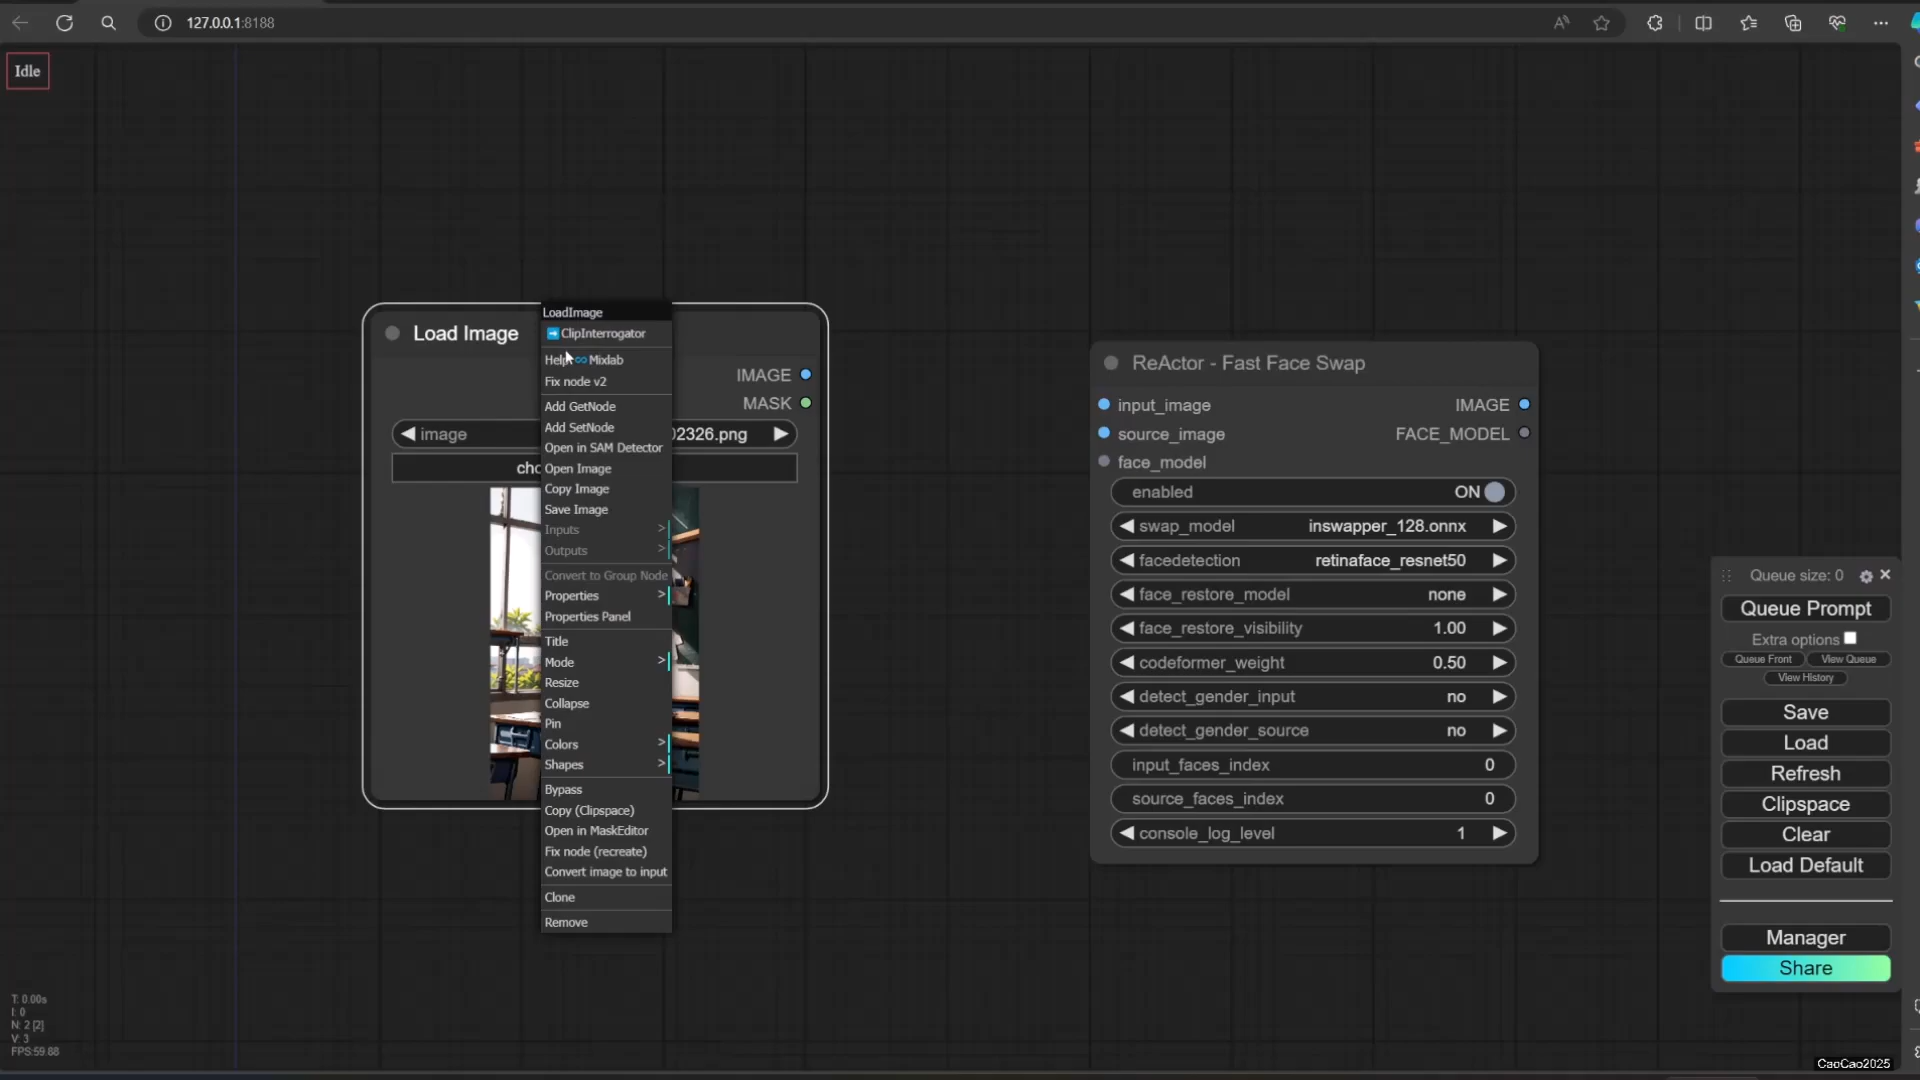 127.0.0.1:8188
Idle
Load Image
IMAGE
MASK
image
02326.png
cho
LoadImage
ClipInterrogator
Help
Mixlab
Fix node v2
Add GetNode
Add SetNode
Open in SAM Detector
Open Image
Copy Image
Save Image
Inputs >
Outputs >
Convert to Group Node
Properties >
Properties Panel
Title
Mode >
Resize
Collapse
Pin
Colors >
Shapes >
Bypass
Copy (Clipspace)
Open in MaskEditor
Fix node (recreate)
Convert image to input
Clone
Remove
ReActor - Fast Face Swap
input_image IMAGE
source_image FACE_MODEL
face_model
enabled ON
swap_model inswapper_128.onnx
facedetection retinaface_resnet50
face_restore_model none
face_restore_visibility 1.00
codeformer_weight 0.50
detect_gender_input no
detect_gender_source no
input_faces_index 0
source_faces_index 0
console_log_level 1
Queue size: 0
Queue Prompt
Extra options
Queue Front View Queue
View History
Save
Load
Refresh
Clipspace
Clear
Load Default
Manager
Share
T: 0.00s
I: 0
N: 2 [2]
V: 3
FPS:59.88
CaoCao2025